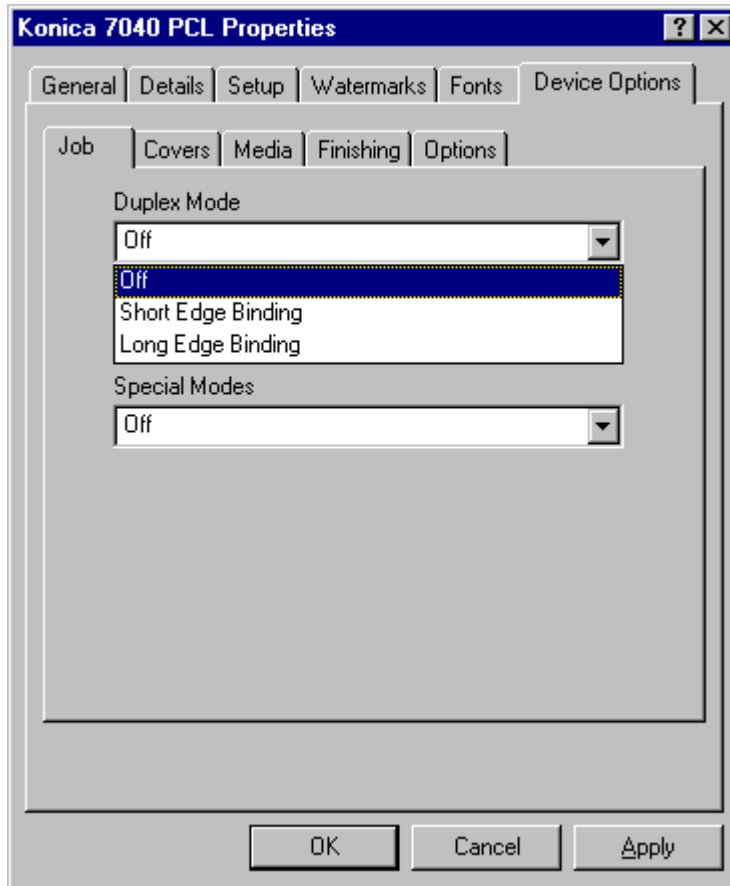 Konica 7040 PCL Properties
General Details Setup Watermarks Fonts Device Options
Job Covers Media Finishing Options
Duplex Mode
Off
Off
Short Edge Binding
Long Edge Binding
Special Modes
Off
OK Cancel Apply